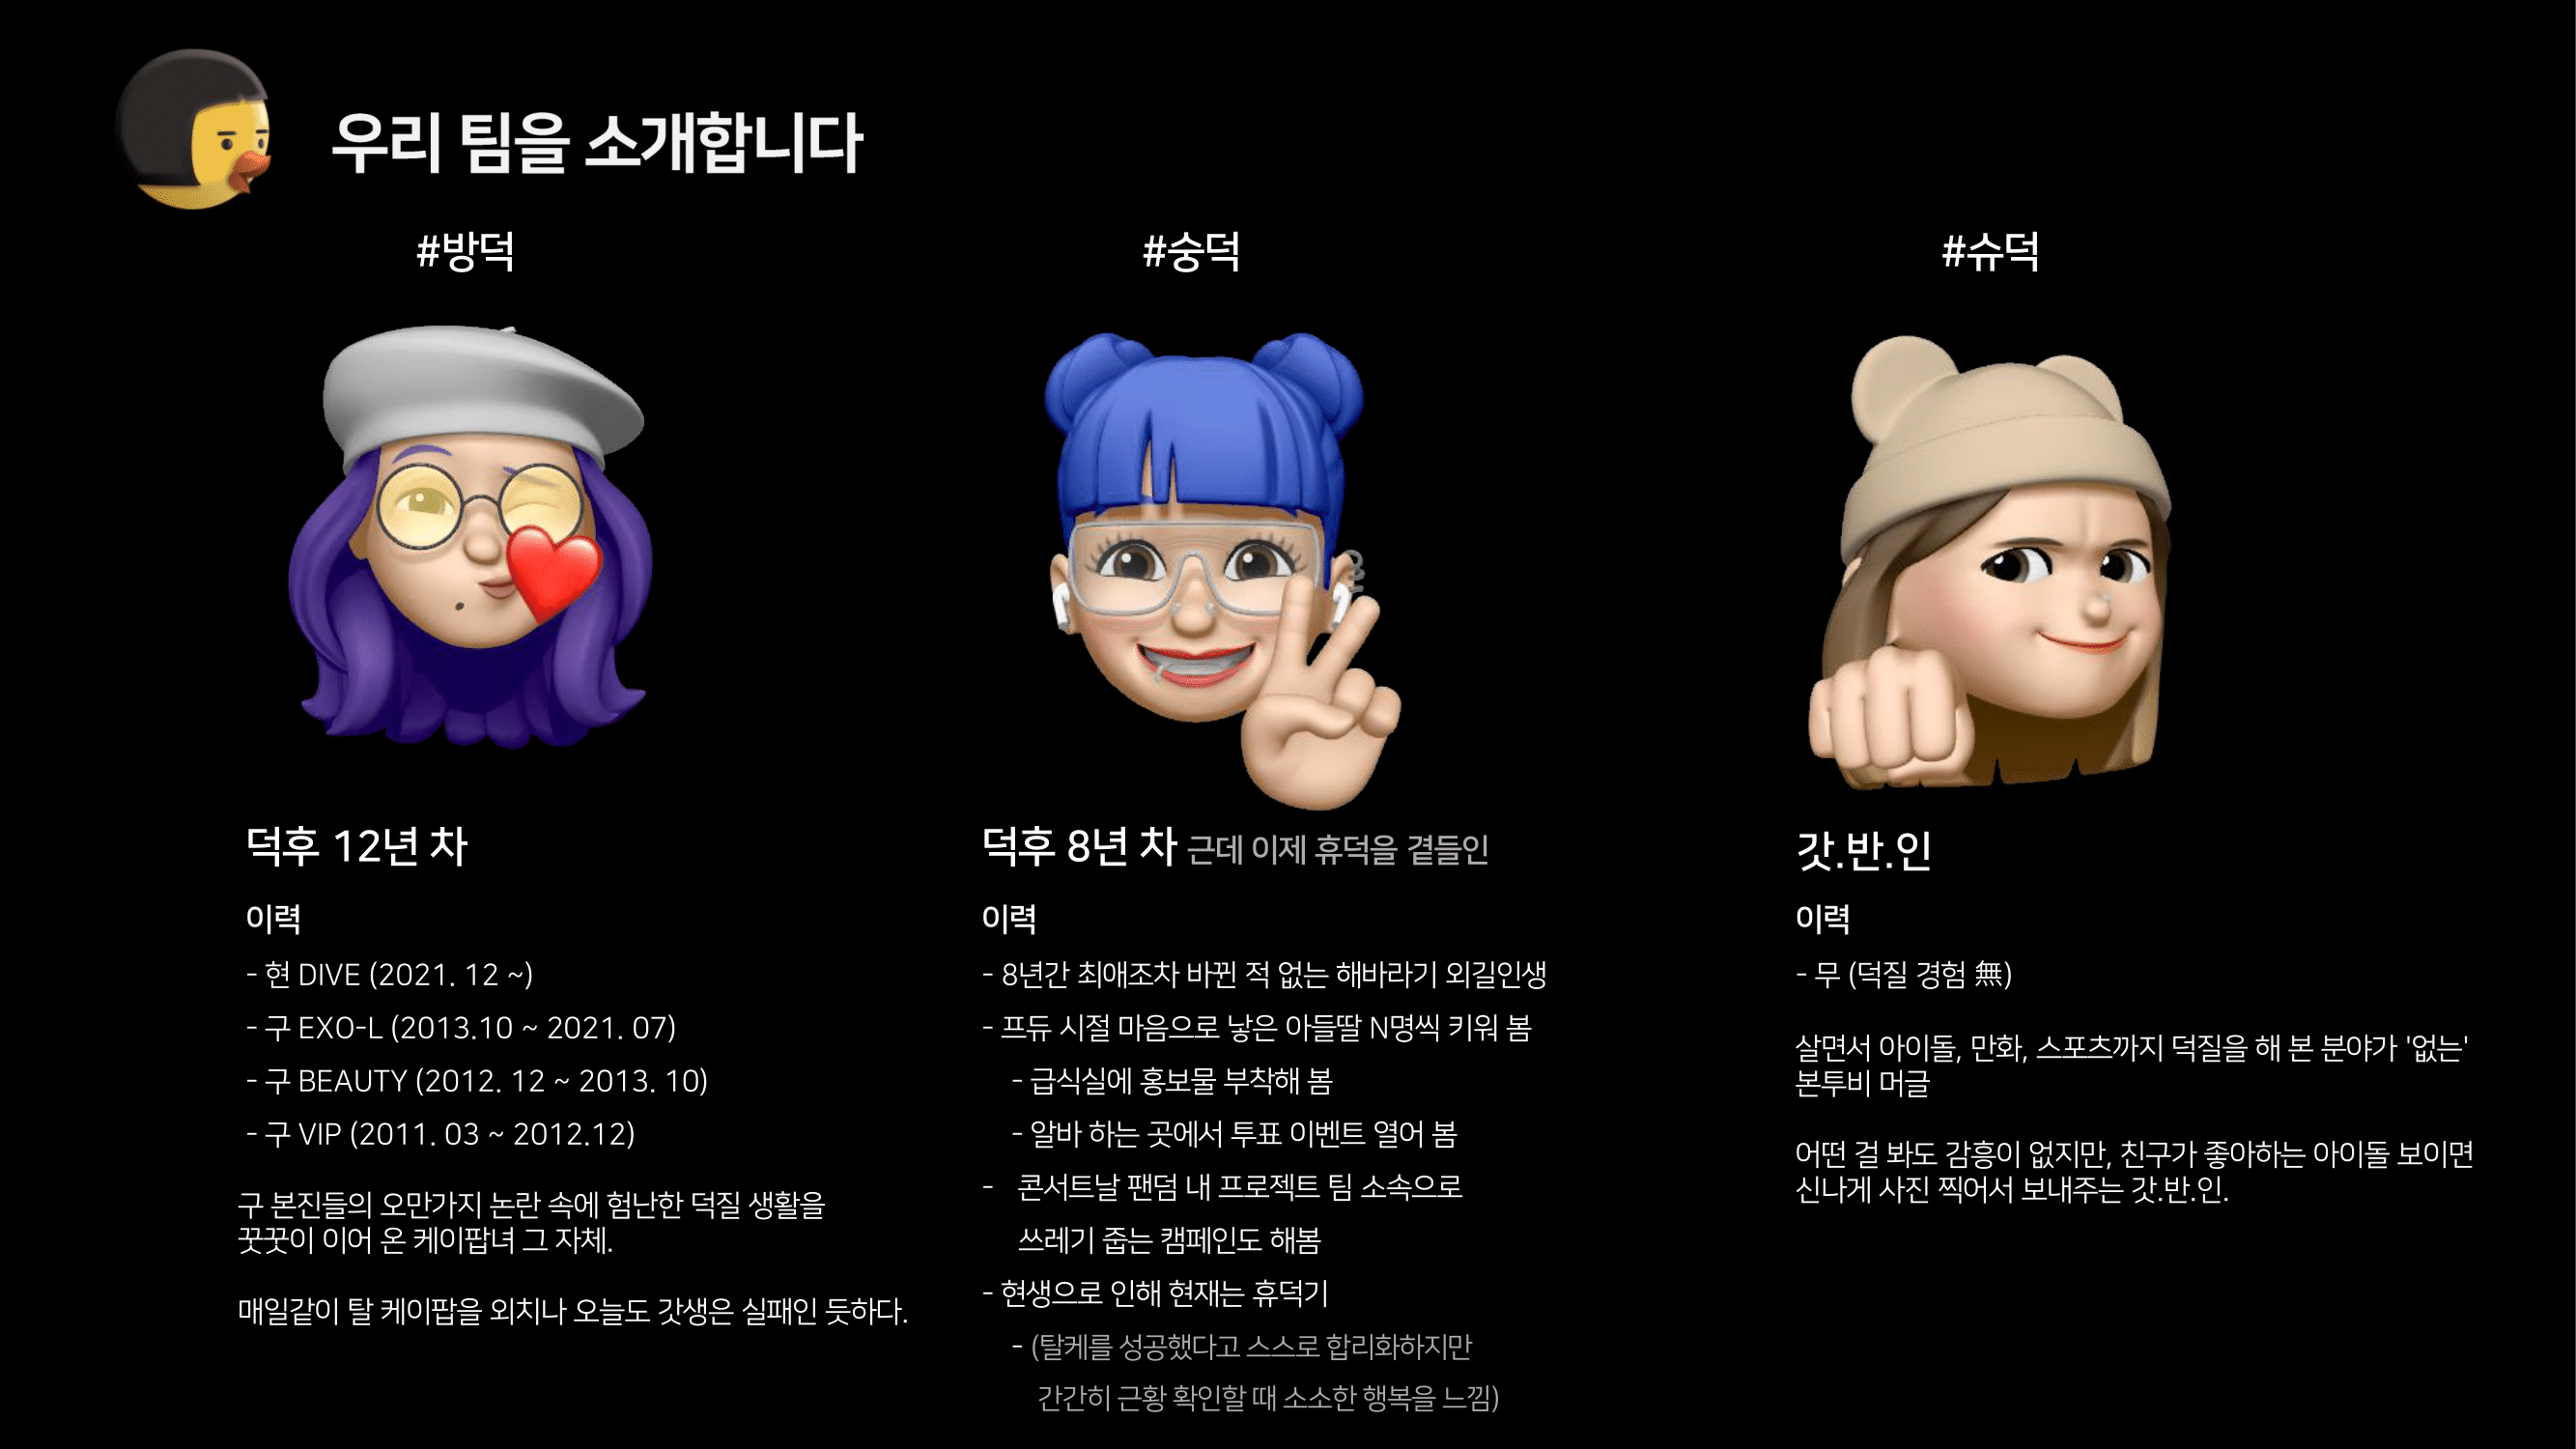 우리 팀을 소개합니다
#방덕
덕후 12년 차
이력
- 현 DIVE (2021. 12 ~)
- 구 EXO-L (2013.10 ~ 2021. 07)
- 구 BEAUTY (2012. 12 ~ 2013. 10)
- 구 VIP (2011. 03 ~ 2012.12)
구 본진들의 오만가지 논란 속에 험난한 덕질 생활을
꿋꿋이 이어 온 케이팝녀 그 자체.
매일같이 탈 케이팝을 외치나 오늘도 갓생은 실패인 듯하다.
#숭덕
덕후 8년 차 근데 이제 휴덕을 곁들인
이력
- 8년간 최애조차 바뀐 적 없는 해바라기 외길인생
- 프듀 시절 마음으로 낳은 아들딸 N명씩 키워 봄
- 급식실에 홍보물 부착해 봄
- 알바 하는 곳에서 투표 이벤트 열어 봄
- 콘서트날 팬덤 내 프로젝트 팀 소속으로
쓰레기 줍는 캠페인도 해봄
- 현생으로 인해 현재는 휴덕기
- (탈케를 성공했다고 스스로 합리화하지만
간간히 근황 확인할 때 소소한 행복을 느낌)
#슈덕
갓.반.인
이력
- 무 (덕질 경험 無)
살면서 아이돌, 만화, 스포츠까지 덕질을 해 본 분야가 '없는'
본투비 머글
어떤 걸 봐도 감흥이 없지만, 친구가 좋아하는 아이돌 보이면
신나게 사진 찍어서 보내주는 갓.반.인.